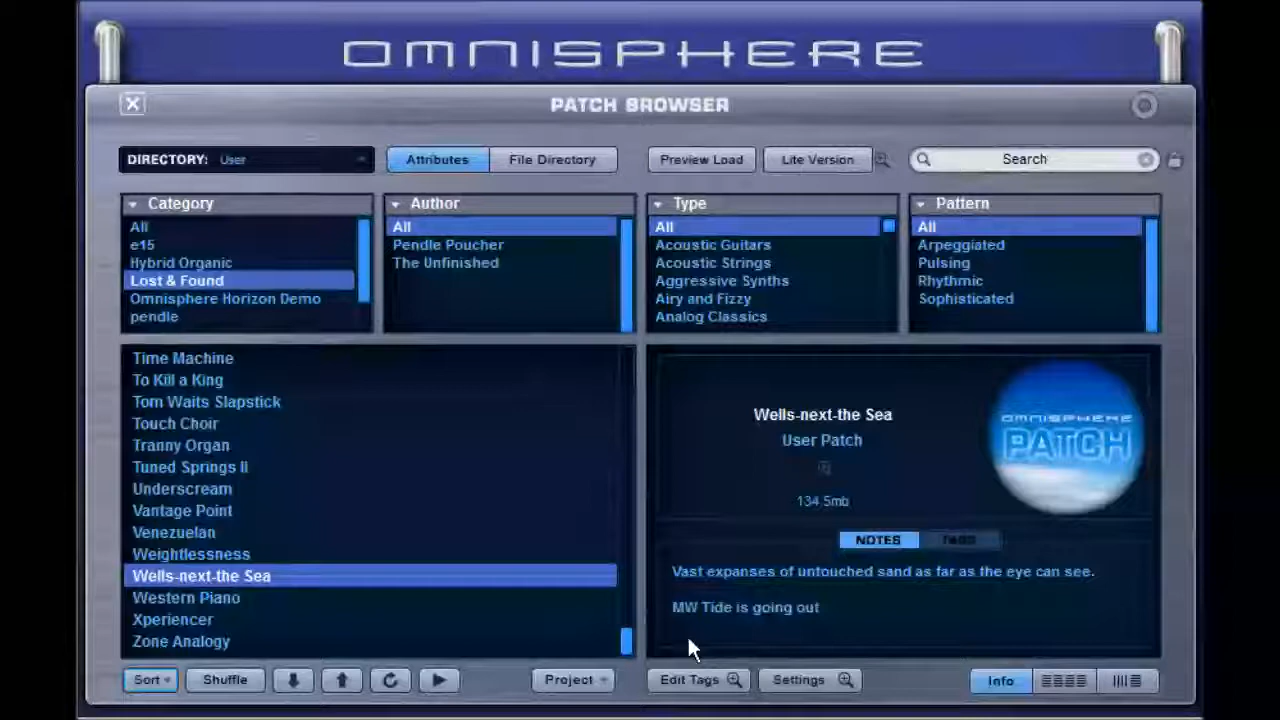 OMNISPHERE
PATCH BROWSER
DIRECTORY: User
Attributes
File Directory
Preview Load
Lite Version
Search
Category
All
e15
Hybrid Organic
Lost & Found
Omnisphere Horizon Demo
pendle
Author
All
Pendle Poucher
The Unfinished
Type
All
Acoustic Guitars
Acoustic Strings
Aggressive Synths
Airy and Fizzy
Analog Classics
Pattern
All
Arpeggiated
Pulsing
Rhythmic
Sophisticated
Time Machine
To Kill a King
Tom Waits Slapstick
Touch Choir
Tranny Organ
Tuned Springs II
Underscream
Vantage Point
Venezuelan
Weightlessness
Wells-next-the Sea
Western Piano
Xperiencer
Zone Analogy
Wells-next-the Sea
User Patch
134.5mb
OMNISPHERE
PATCH
NOTES
TAGS
Vast expanses of untouched sand as far as the eye can see.
MW Tide is going out
Sort
Shuffle
Project
Edit Tags
Settings
Info